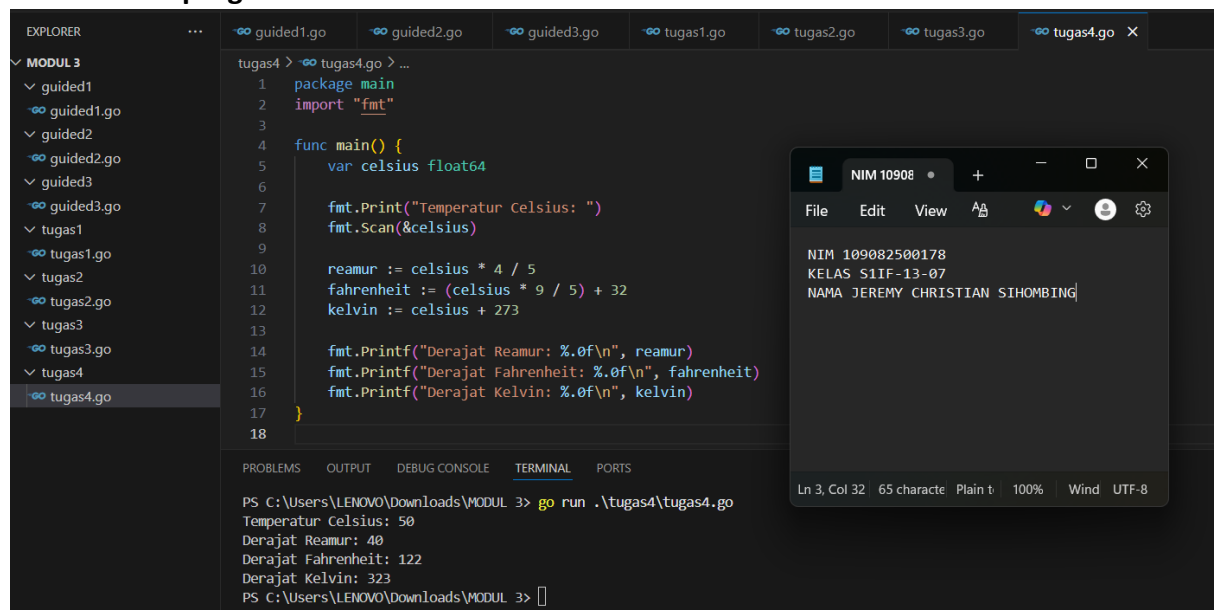 EXPLORER ...
MODUL 3
guided1
guided1.go
guided2
guided2.go
guided3
guided3.go
tugas1
tugas1.go
tugas2
tugas2.go
tugas3
tugas3.go
tugas4
tugas4.go
guided1.go guided2.go guided3.go tugas1.go tugas2.go tugas3.go tugas4.go
tugas4 > tugas4.go > ...
1 package main
2 import "fmt"
3
4 func main() {
5 var celsius float64
6
7 fmt.Print("Temperatur Celsius: ")
8 fmt.Scan(&celsius)
9
10 reamur := celsius * 4 / 5
11 fahrenheit := (celsius * 9 / 5) + 32
12 kelvin := celsius + 273
13
14 fmt.Printf("Derajat Reamur: %.0f\n", reamur)
15 fmt.Printf("Derajat Fahrenheit: %.0f\n", fahrenheit)
16 fmt.Printf("Derajat Kelvin: %.0f\n", kelvin)
17 }
18
NIM 10908
File Edit View
NIM 109082500178
KELAS S1IF-13-07
NAMA JEREMY CHRISTIAN SIHOMBING
Ln 3, Col 32 65 characte Plain t 100% Wind UTF-8
PROBLEMS OUTPUT DEBUG CONSOLE TERMINAL PORTS
PS C:\Users\LENOVO\Downloads\MODUL 3> go run .\tugas4\tugas4.go
Temperatur Celsius: 50
Derajat Reamur: 40
Derajat Fahrenheit: 122
Derajat Kelvin: 323
PS C:\Users\LENOVO\Downloads\MODUL 3>